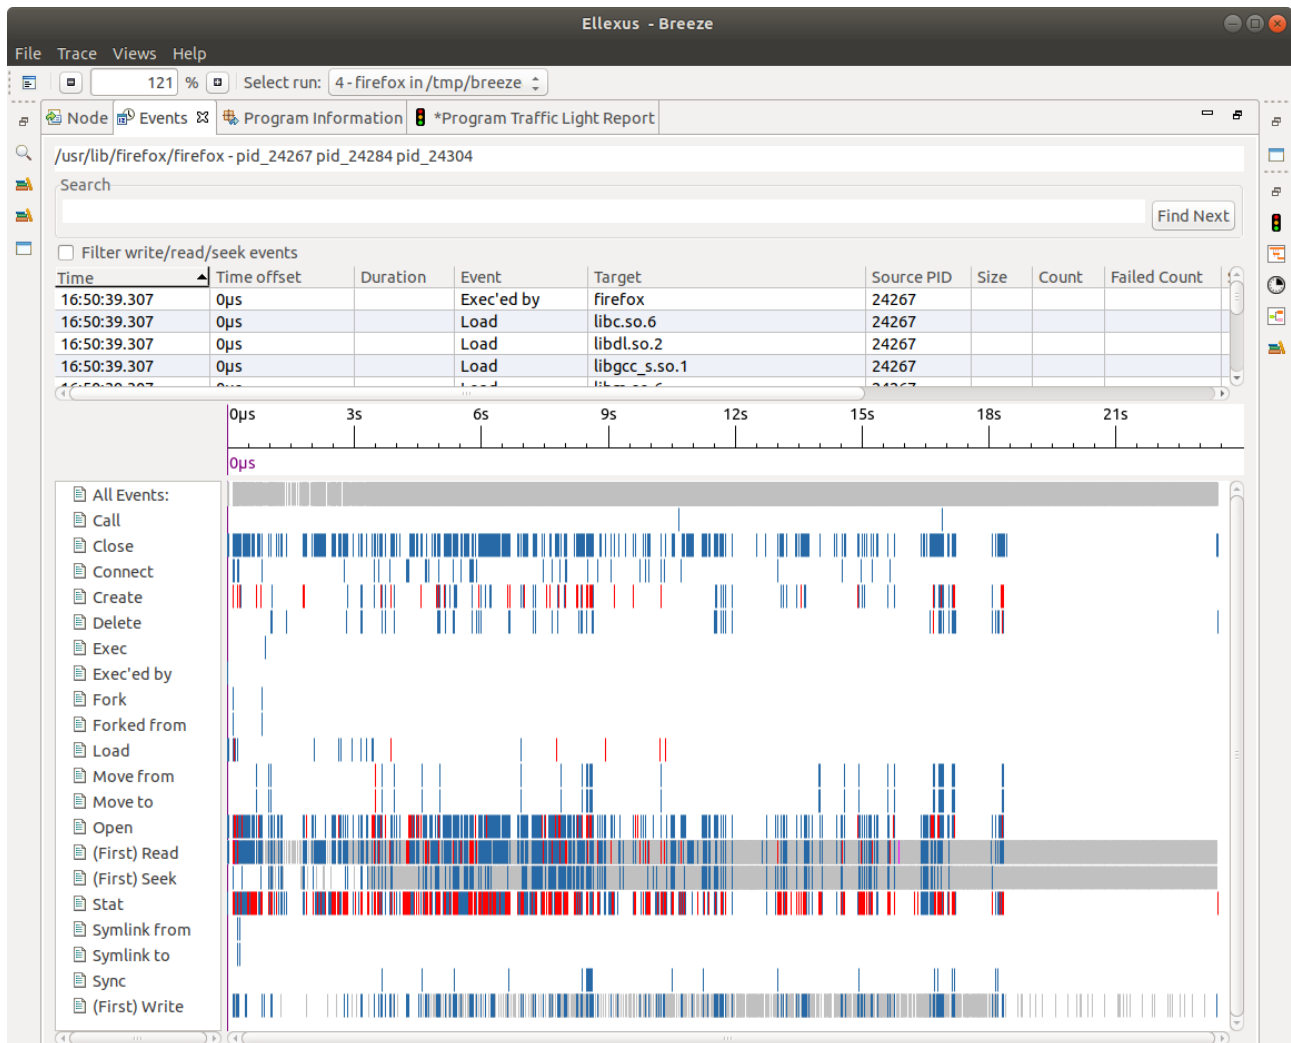 Ellexus - Breeze
File Trace Views Help
121 % Select run: 4 - firefox in /tmp/breeze
Node Events Program Information *Program Traffic Light Report
/usr/lib/firefox/firefox - pid_24267 pid_24284 pid_24304
Search
Find Next
Filter write/read/seek events
Time Time offset Duration Event Target Source PID Size Count Failed Count
16:50:39.307 0µs Exec'ed by firefox 24267
16:50:39.307 0µs Load libc.so.6 24267
16:50:39.307 0µs Load libdl.so.2 24267
16:50:39.307 0µs Load libgcc_s.so.1 24267
0µs 3s 6s 9s 12s 15s 18s 21s
0µs
All Events:
Call
Close
Connect
Create
Delete
Exec
Exec'ed by
Fork
Forked from
Load
Move from
Move to
Open
(First) Read
(First) Seek
Stat
Symlink from
Symlink to
Sync
(First) Write